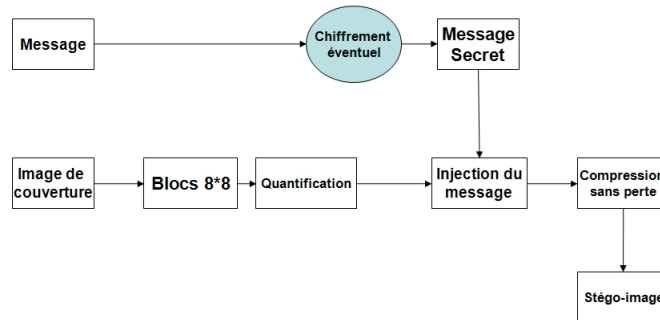 Message
Chiffrement
éventuel
Message
Secret
Image de
couverture
Blocs 8*8
Quantification
Injection du
message
Compression
sans perte
Stégo-image